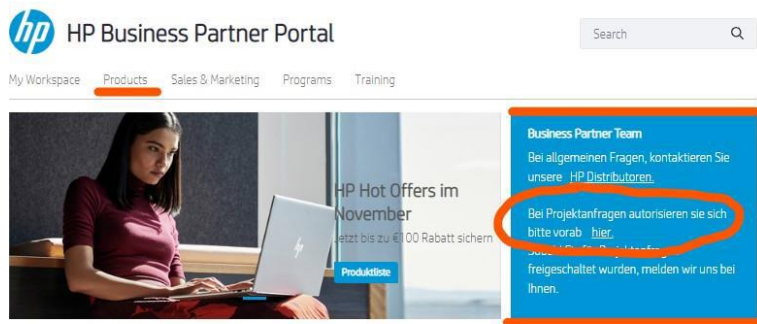 hp
HP Business Partner Portal
Search
My Workspace Products Sales & Marketing Programs Training
HP Hot Offers im
November
Jetzt bis zu €100 Rabatt sichern
Produktliste
Business Partner Team
Bei allgemeinen Fragen, kontaktieren Sie
unsere HP Distributoren.
Bei Projektanfragen autorisieren sie sich
bitte vorab hier.
freigeschaltet wurden, melden wir uns bei
Ihnen.